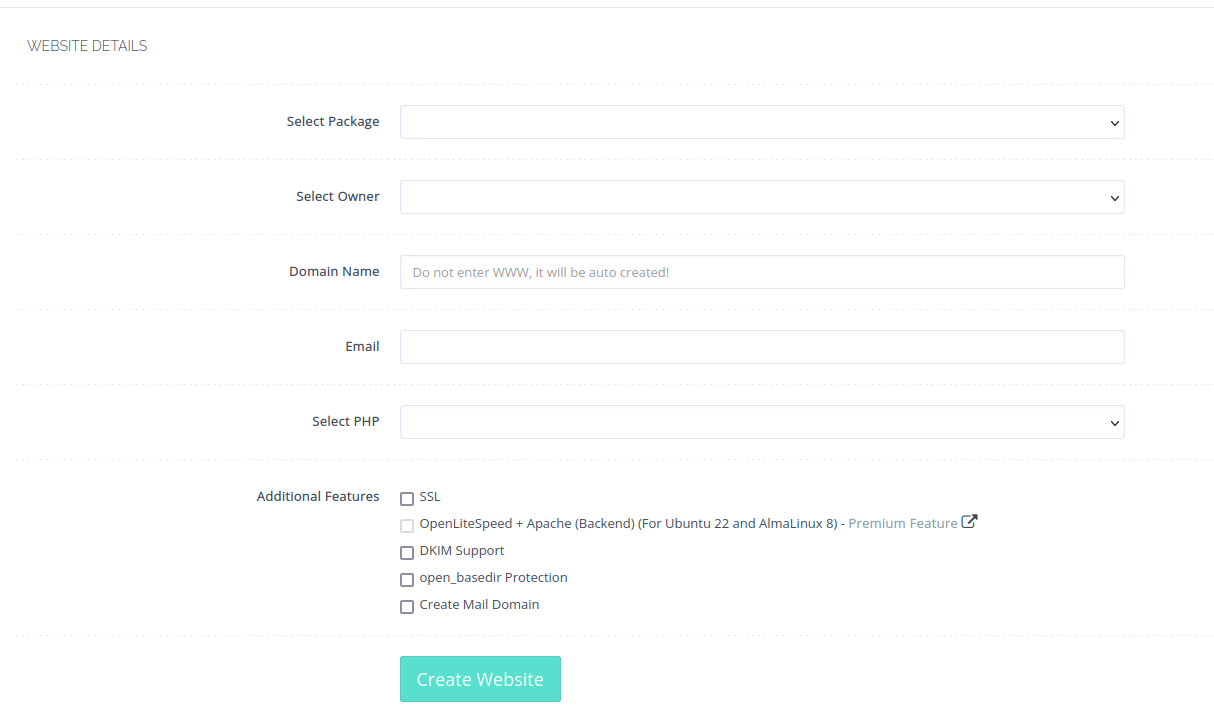 WEBSITE DETAILS
Select Package
Select Owner
Domain Name Do not enter WWW, it will be auto created!
Email
Select PHP
Additional Features SSL
OpenLiteSpeed + Apache (Backend) (For Ubuntu 22 and AlmaLinux 8) - Premium Feature
DKIM Support
open_basedir Protection
Create Mail Domain
Create Website